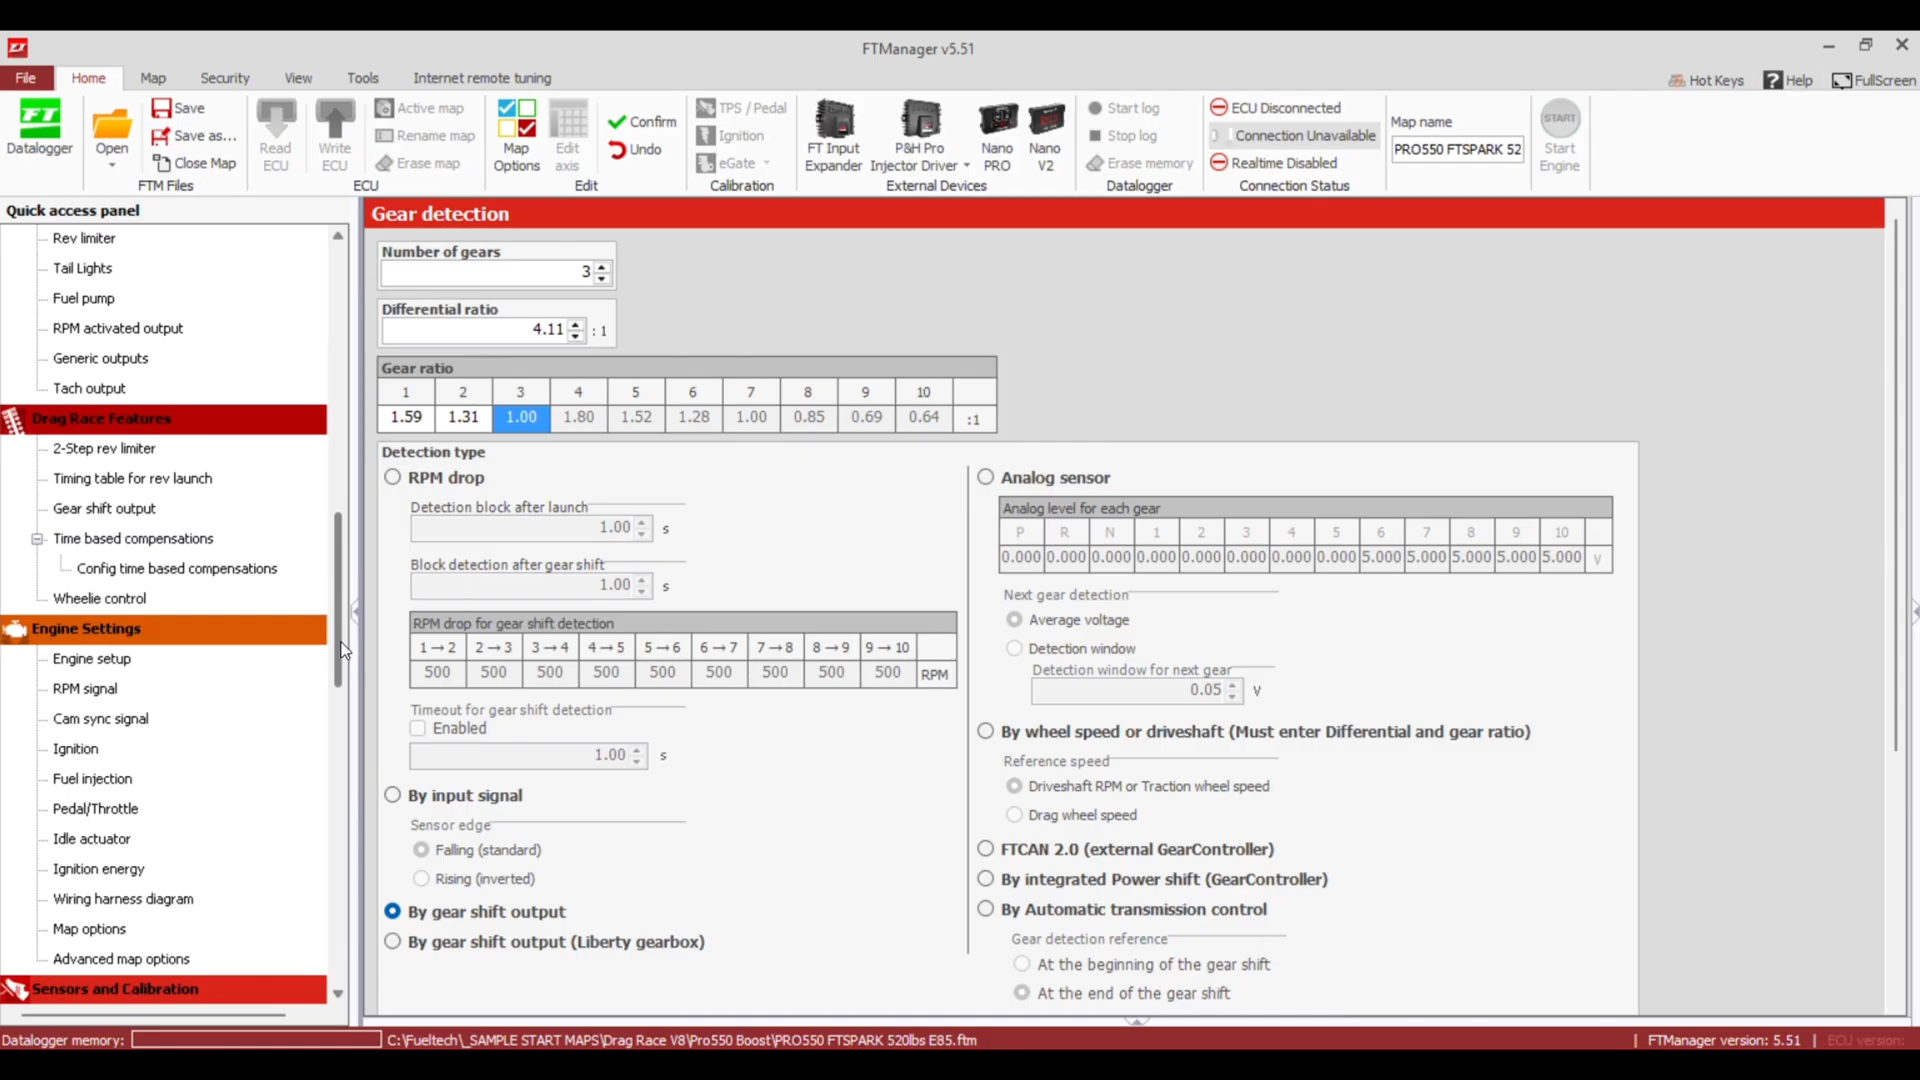 FTManager v5.51
File Home Map Security View Tools Internet remote tuning Hot Keys Help FullScreen
FT Datalogger
Open
Save
Save as...
Close Map
FTM Files
Read ECU
Write ECU
Active map
Rename map
Erase map
ECU
Map Options
Edit axis
Confirm
Undo
Edit
TPS / Pedal
Ignition
eGate
Calibration
FT Input Expander
P&H Pro Injector Driver
Nano PRO
Nano V2
External Devices
Start log
Stop log
Erase memory
Datalogger
ECU Disconnected
Connection Unavailable
Realtime Disabled
Connection Status
Map name
PRO550 FTSPARK 52
START
Start Engine
Quick access panel
Rev limiter
Tail Lights
Fuel pump
RPM activated output
Generic outputs
Tach output
Drag Race Features
2-Step rev limiter
Timing table for rev launch
Gear shift output
Time based compensations
Config time based compensations
Wheelie control
Engine Settings
Engine setup
RPM signal
Cam sync signal
Ignition
Fuel injection
Pedal/Throttle
Idle actuator
Ignition energy
Wiring harness diagram
Map options
Advanced map options
Sensors and Calibration
Gear detection
Number of gears
3
Differential ratio
4.11 : 1
Gear ratio
1 2 3 4 5 6 7 8 9 10
1.59 1.31 1.00 1.80 1.52 1.28 1.00 0.85 0.69 0.64 :1
Detection type
RPM drop
Detection block after launch
1.00 s
Block detection after gear shift
1.00 s
RPM drop for gear shift detection
1→2 2→3 3→4 4→5 5→6 6→7 7→8 8→9 9→10
500 500 500 500 500 500 500 500 500 RPM
Timeout for gear shift detection
Enabled
1.00 s
By input signal
Sensor edge
Falling (standard)
Rising (inverted)
By gear shift output
By gear shift output (Liberty gearbox)
Analog sensor
Analog level for each gear
P R N 1 2 3 4 5 6 7 8 9 10
0.000 0.000 0.000 0.000 0.000 0.000 0.000 0.000 5.000 5.000 5.000 5.000 5.000 V
Next gear detection
Average voltage
Detection window
Detection window for next gear
0.05 V
By wheel speed or driveshaft (Must enter Differential and gear ratio)
Reference speed
Driveshaft RPM or Traction wheel speed
Drag wheel speed
FTCAN 2.0 (external GearController)
By integrated Power shift (GearController)
By Automatic transmission control
Gear detection reference
At the beginning of the gear shift
At the end of the gear shift
Datalogger memory: C:\Fueltech\_SAMPLE START MAPS\Drag Race V8\Pro550 Boost\PRO550 FTSPARK 520lbs E85.ftm | FTManager version: 5.51 | ECU version: